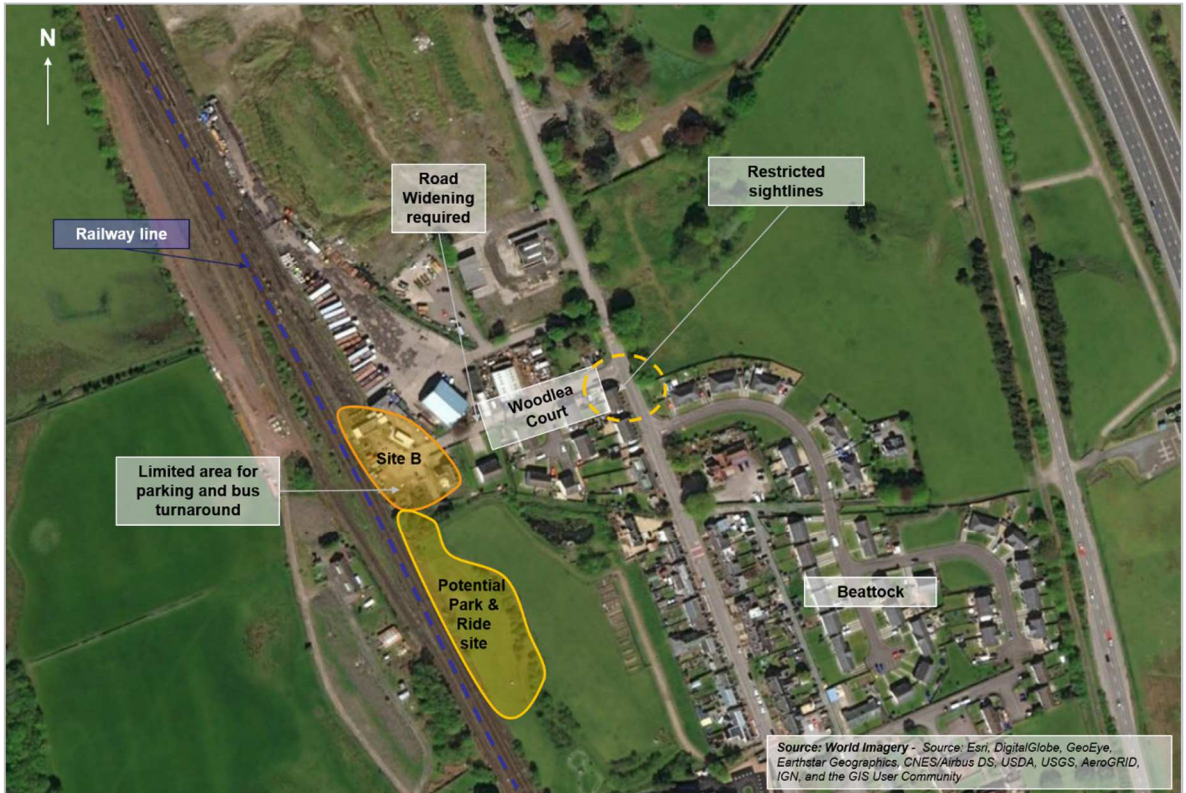 N
Road
Widening
required
Restricted
sightlines
Railway line
Woodlea
Court
Site B
Limited area for
parking and bus
turnaround
Potential
Park &
Ride
site
Beattock
Source: World Imagery - Source: Esri, DigitalGlobe, GeoEye,
Earthstar Geographics, CNES/Airbus DS, USDA, USGS, AeroGRID,
IGN, and the GIS User Community